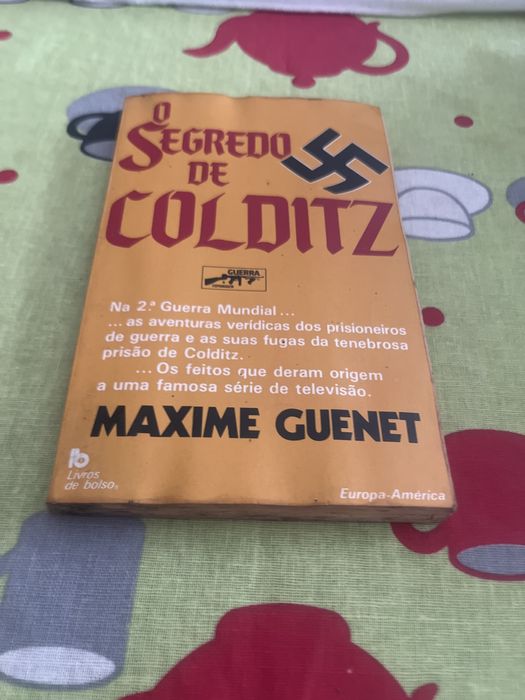 O
SEGREDO
DE
COLDITZ
GUERRA
Na 2.ª Guerra Mundial...
... as aventuras verídicas dos prisioneiros
de guerra e as suas fugas da tenebrosa
prisão de Colditz.
... Os feitos que deram origem
a uma famosa série de televisão.
MAXIME GUENET
lb
Livros
de bolso
Europa-América